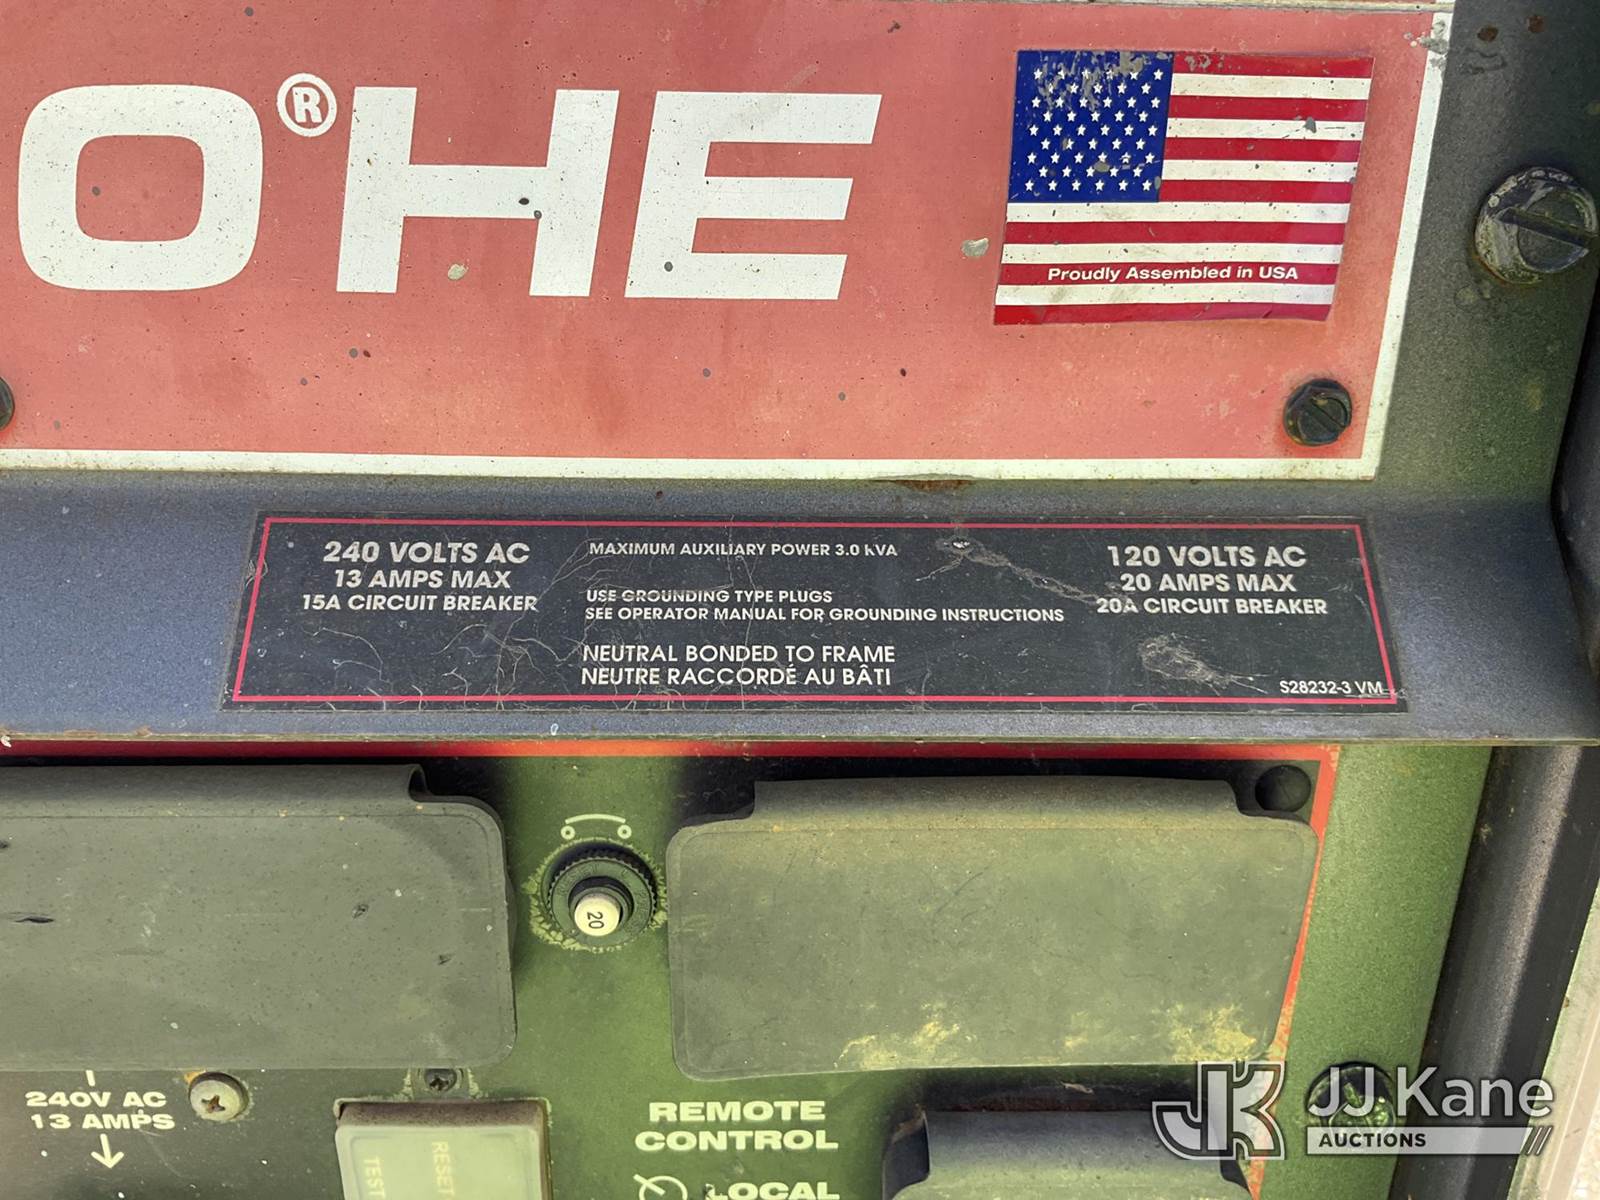 O® HE
Proudly Assembled in USA
240 VOLTS AC
13 AMPS MAX
15A CIRCUIT BREAKER
MAXIMUM AUXILIARY POWER 3.0 kVA
USE GROUNDING TYPE PLUGS
SEE OPERATOR MANUAL FOR GROUNDING INSTRUCTIONS
NEUTRAL BONDED TO FRAME
NEUTRE RACCORDÉ AU BÂTI
120 VOLTS AC
20 AMPS MAX
20A CIRCUIT BREAKER
S28232-3 VM
20
240V AC
13 AMPS
RESET
TEST
REMOTE
CONTROL
LOCAL
JK JJ Kane
AUCTIONS